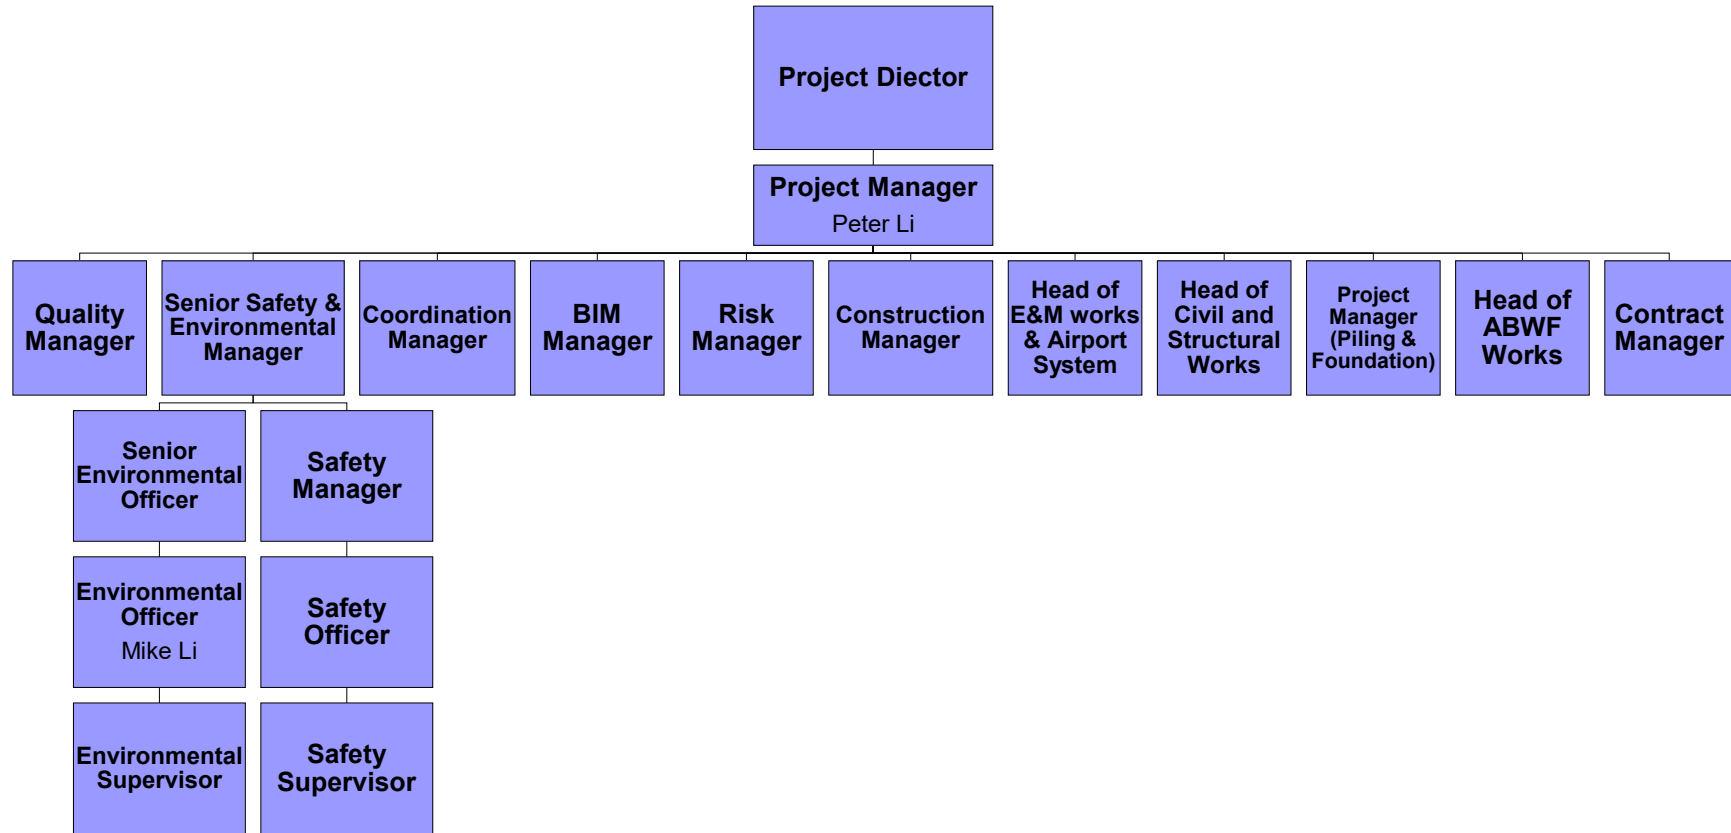 Project Diector
Project Manager
Peter Li
Quality
Manager
Senior Safety &
Environmental
Manager
Coordination
Manager
BIM
Manager
Risk
Manager
Construction
Manager
Head of
E&M works
& Airport
System
Head of
Civil and
Structural
Works
Project
Manager
(Piling &
Foundation)
Head of
ABWF
Works
Contract
Manager
Senior
Environmental
Officer
Safety
Manager
Environmental
Officer
Mike Li
Safety
Officer
Environmental
Supervisor
Safety
Supervisor